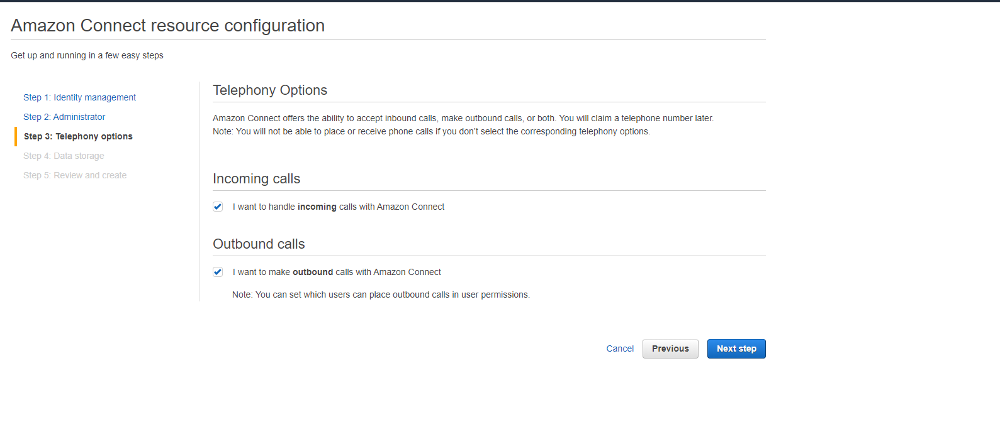 Amazon Connect resource configuration
Get up and running in a few easy steps
Step 1: Identity management
Step 2: Administrator
Step 3: Telephony options
Step 4: Data storage
Step 5: Review and create
Telephony Options
Amazon Connect offers the ability to accept inbound calls, make outbound calls, or both. You will claim a telephone number later.
Note: You will not be able to place or receive phone calls if you don’t select the corresponding telephony options.
Incoming calls
I want to handle incoming calls with Amazon Connect
Outbound calls
I want to make outbound calls with Amazon Connect
Note: You can set which users can place outbound calls in user permissions.
Cancel Previous Next step